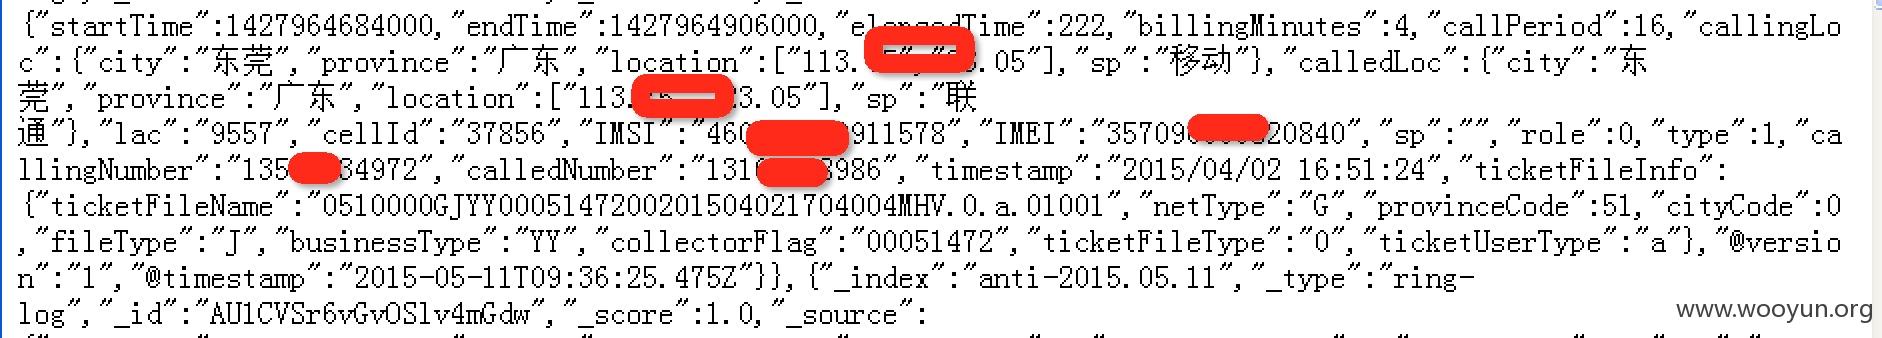 {"startTime":1427964684000,"endTime":1427964906000,"elapsedTime":222,"billingMinutes":4,"callPeriod":16,"callingLo
c":{"city":"东莞","province":"广东","location":["113. 3.05"],"sp":"移动"},"calledLoc":{"city":"东
莞","province":"广东","location":["113. 3.05"],"sp":"联
通"},"lac":"9557","cellId":"37856","IMSI":"460 911578","IMEI":"35709 20840","sp":"","role":0,"type":1,"ca
llingNumber":"135 34972","calledNumber":"131 986","timestamp":"2015/04/02 16:51:24","ticketFileInfo":
{"ticketFileName":"0510000GJYY0005147200201504021704004MHV.0.a.01001","netType":"G","provinceCode":51,"cityCode":0
,"fileType":"J","businessType":"YY","collectorFlag":"00051472","ticketFileType":"0","ticketUserType":"a"},"@versio
n":"1","@timestamp":"2015-05-11T09:36:25.475Z"}},{"_index":"anti-2015.05.11","_type":"ring-
log","_id":"AU1CVSr6vGvOSlv4mGdw","_score":1.0,"_source":
www.wooyun.org